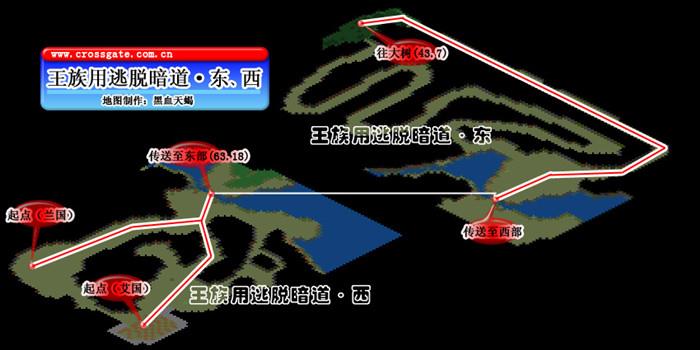 www.crossgate.com.cn
王族用逃脱暗道·东、西
地图制作：黑血天蝎
往大树(43,7)
王族用逃脱暗道·东
传送至东部(63,18)
起点（兰国）
传送至西部
起点（艾国）
王族用逃脱暗道·西